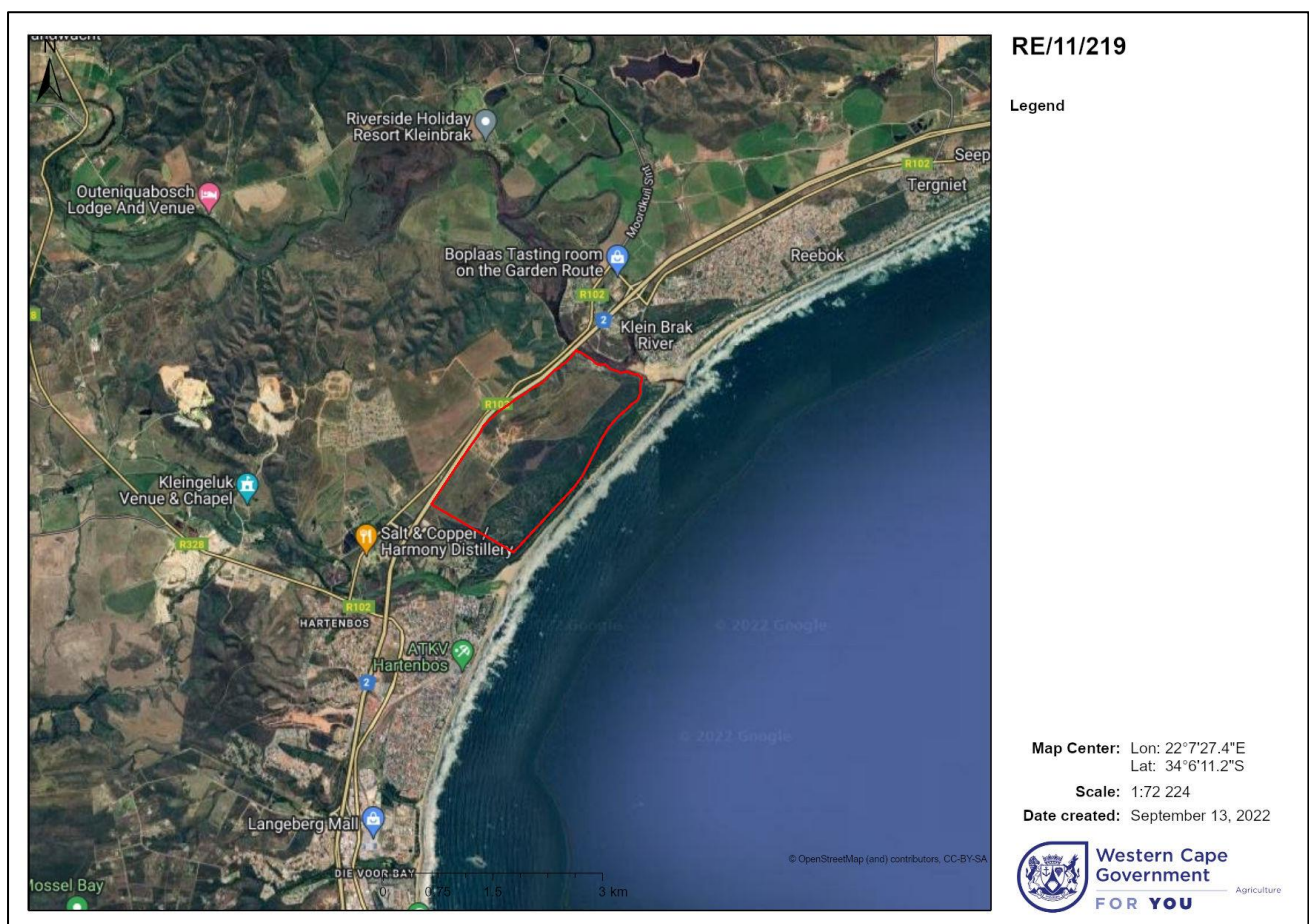 RE/11/219
Legend
N
Riverside Holiday
Resort Kleinbrak
R102
Seep
Tergniet
Outeniquabosch
Lodge And Venue
Moordkuil
Boplaas Tasting room
on the Garden Route
Reebok
R102
2
Klein Brak
River
R102
Kleingeluk
Venue & Chapel
Salt & Copper /
Harmony Distillery
R328
R102
HARTENBOS
© 2022 Google
© 2022 Google
ATKV
Hartenbos
2
© 2022 Google
Langeberg Mall
DIE VOOR BAY
Mossel Bay
0 0.75 1.5 3 km
© OpenStreetMap (and) contributors, CC-BY-SA
Map Center: Lon: 22°7'27.4"E
Lat: 34°6'11.2"S
Scale: 1:72 224
Date created: September 13, 2022
Western Cape
Government
Agriculture
FOR YOU